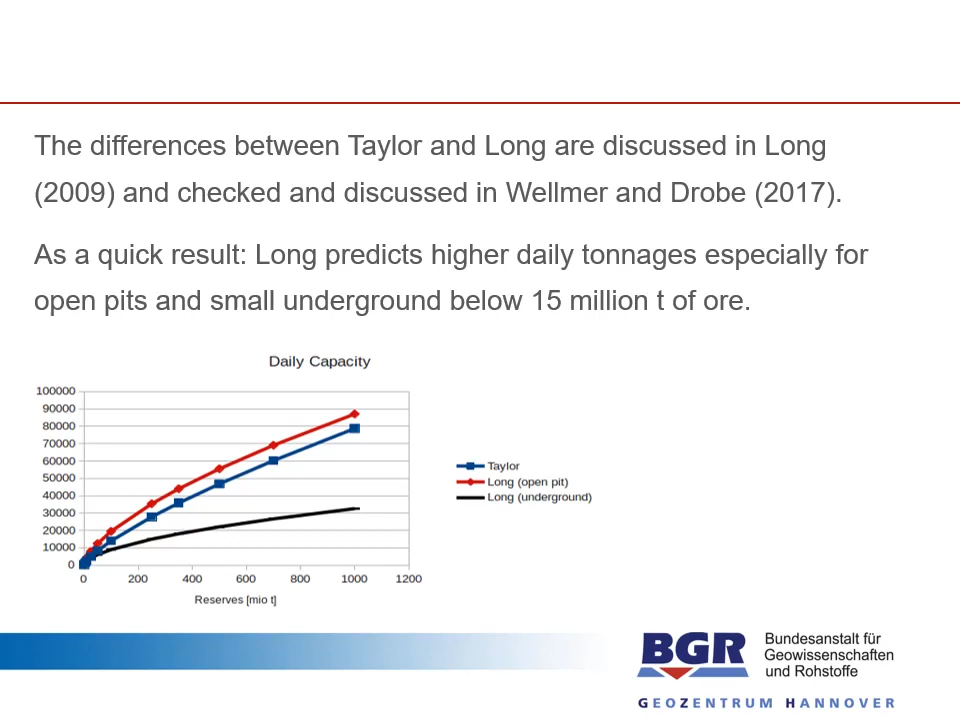 The differences between Taylor and Long are discussed in Long
(2009) and checked and discussed in Wellmer and Drobe (2017).
As a quick result: Long predicts higher daily tonnages especially for
open pits and small underground below 15 million t of ore.
Daily Capacity
100000
90000
80000
70000
60000
50000
40000
30000
20000
10000
0
0 200 400 600 800 1000 1200
Reserves [mio t]
Taylor
Long (open pit)
Long (underground)
BGR
Bundesanstalt für
Geowissenschaften
und Rohstoffe
GEOZENTRUM HANNOVER